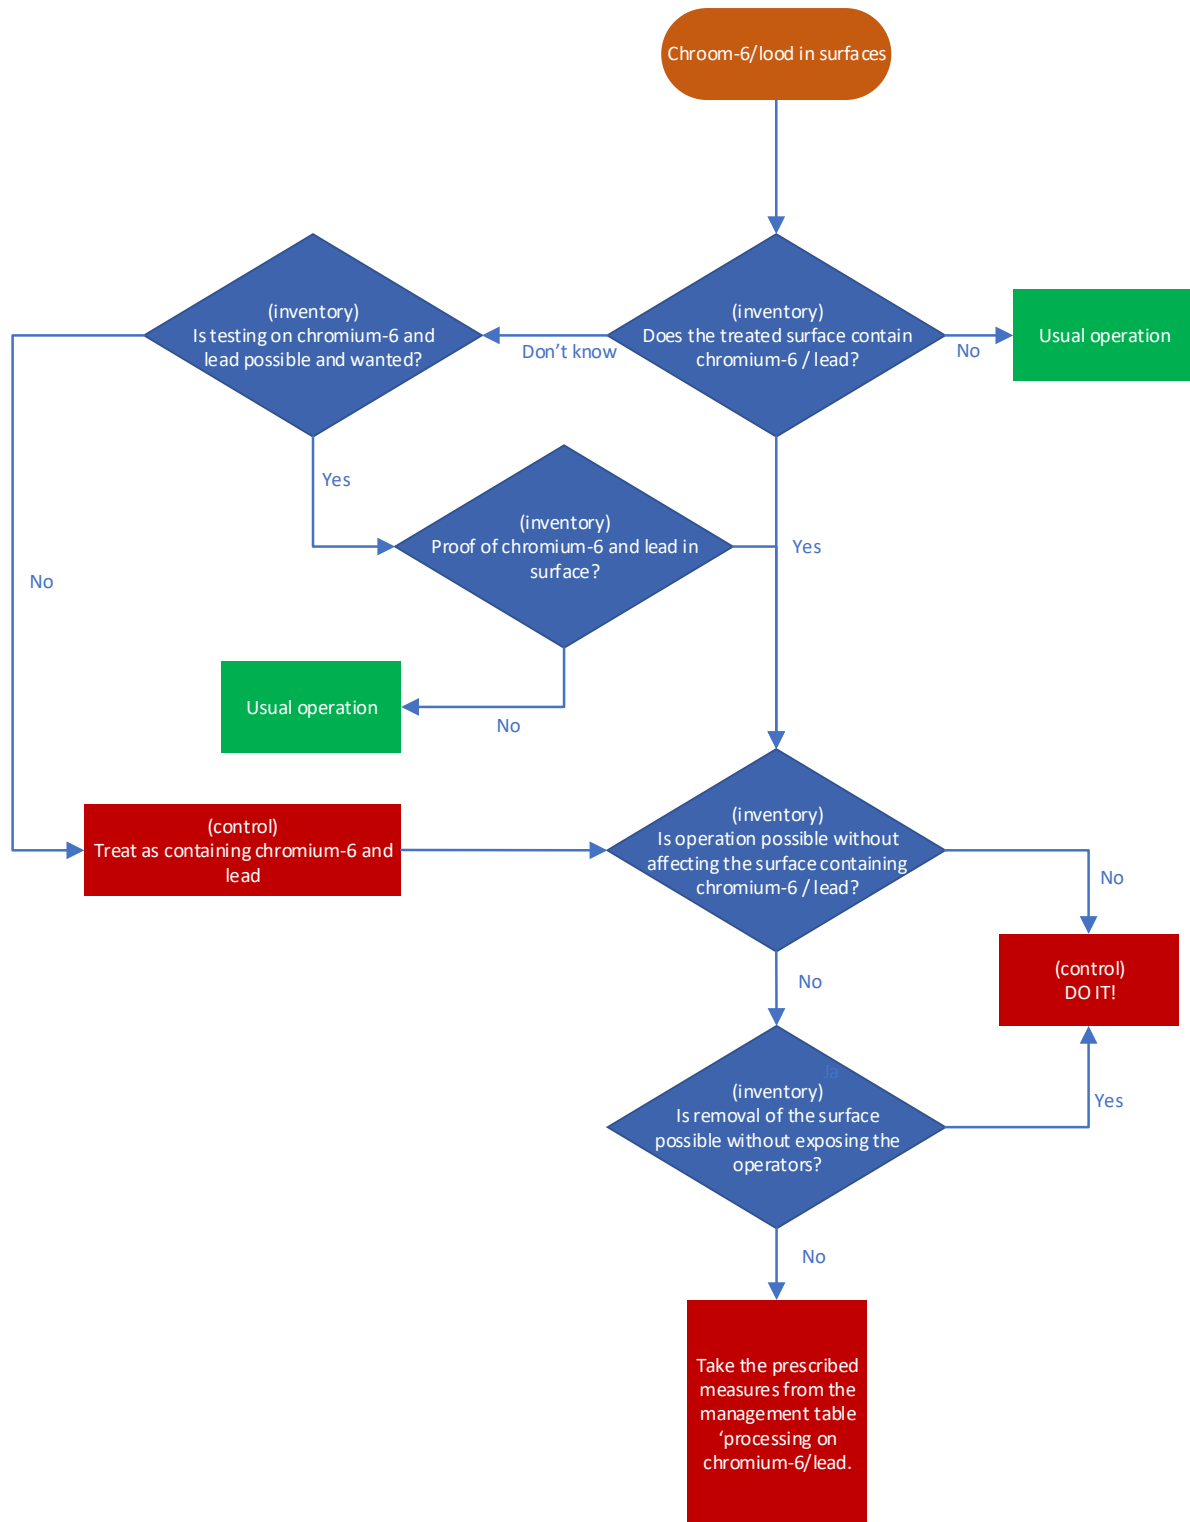 Chroom-6/lood in surfaces
(inventory)
Is testing on chromium-6 and
lead possible and wanted?
Don't know
(inventory)
Does the treated surface contain
chromium-6 / lead?
No
Usual operation
Yes
(inventory)
Proof of chromium-6 and lead in
surface?
Yes
No
Usual operation
No
(control)
Treat as containing chromium-6 and
lead
(inventory)
Is operation possible without
affecting the surface containing
chromium-6 / lead?
No
No
(control)
DO IT!
Ja
(inventory)
Is removal of the surface
possible without exposing the
operators?
Yes
No
Take the prescribed
measures from the
management table
‘processing on
chromium-6/lead.